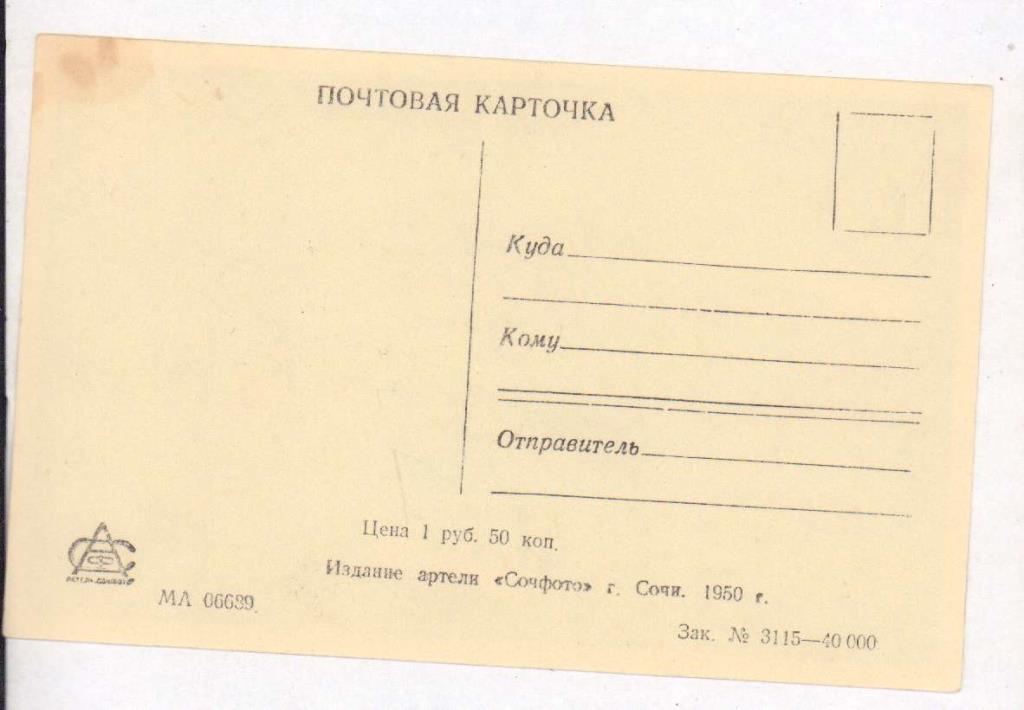 ПОЧТОВАЯ КАРТОЧКА
Куда
Кому
Отправитель
Цена 1 руб. 50 коп.
Издание артели «Сочфото» г. Сочи. 1950 г.
МЛ 06639.
Зак. № 3115—40 000